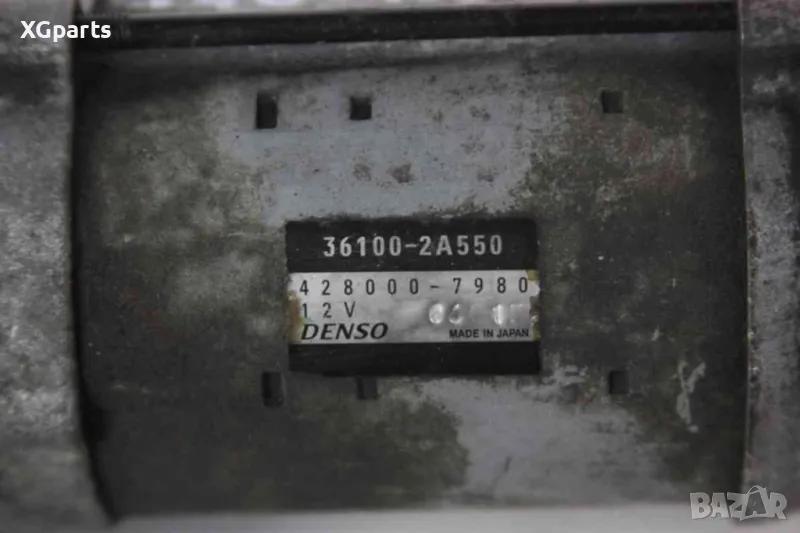 XGparts
36100-2A550
428000-7980
12V
DENSO MADE IN JAPAN
BAZAR